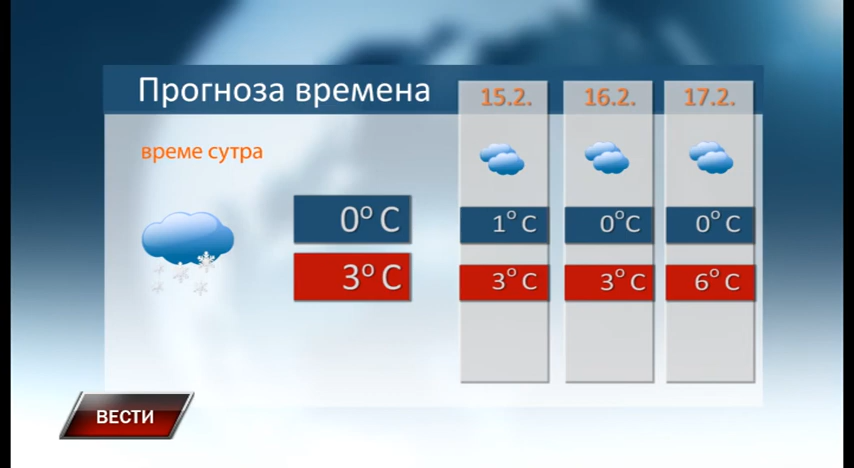 Прогноза времена
време сутра
0° C
3° C
15.2.
1° C
3° C
16.2.
0°C
3° C
17.2.
0° C
6° C
ВЕСТИ